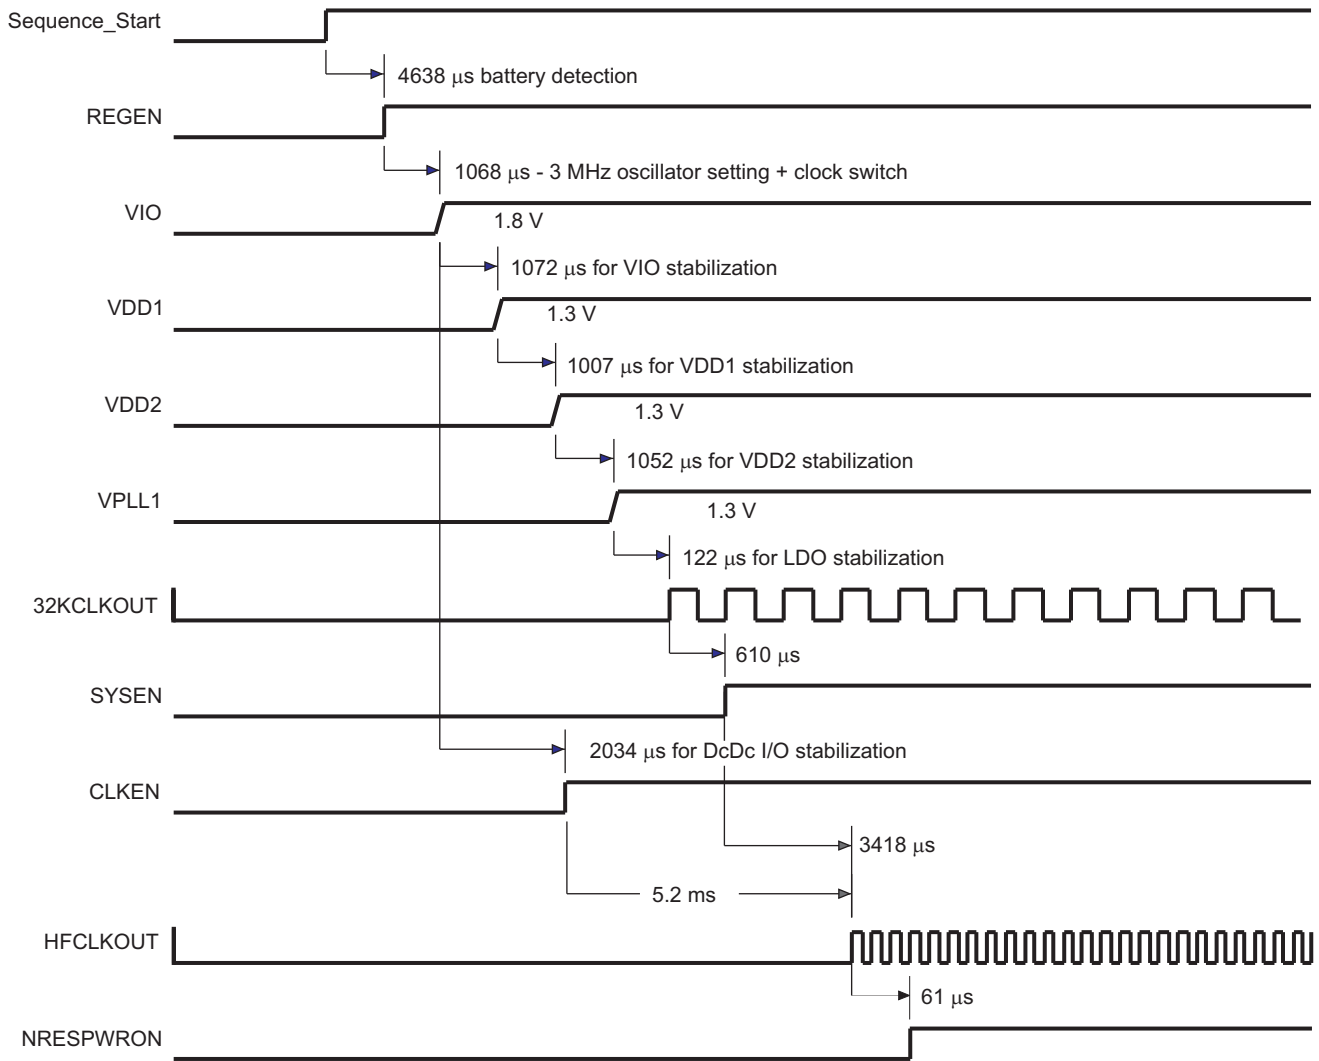 Sequence_Start
4638 μs battery detection
REGEN
1068 μs - 3 MHz oscillator setting + clock switch
VIO
1.8 V
1072 μs for VIO stabilization
VDD1
1.3 V
1007 μs for VDD1 stabilization
VDD2
1.3 V
1052 μs for VDD2 stabilization
VPLL1
1.3 V
122 μs for LDO stabilization
32KCLKOUT
610 μs
SYSEN
2034 μs for DcDc I/O stabilization
CLKEN
3418 μs
5.2 ms
HFCLKOUT
61 μs
NRESPWRON